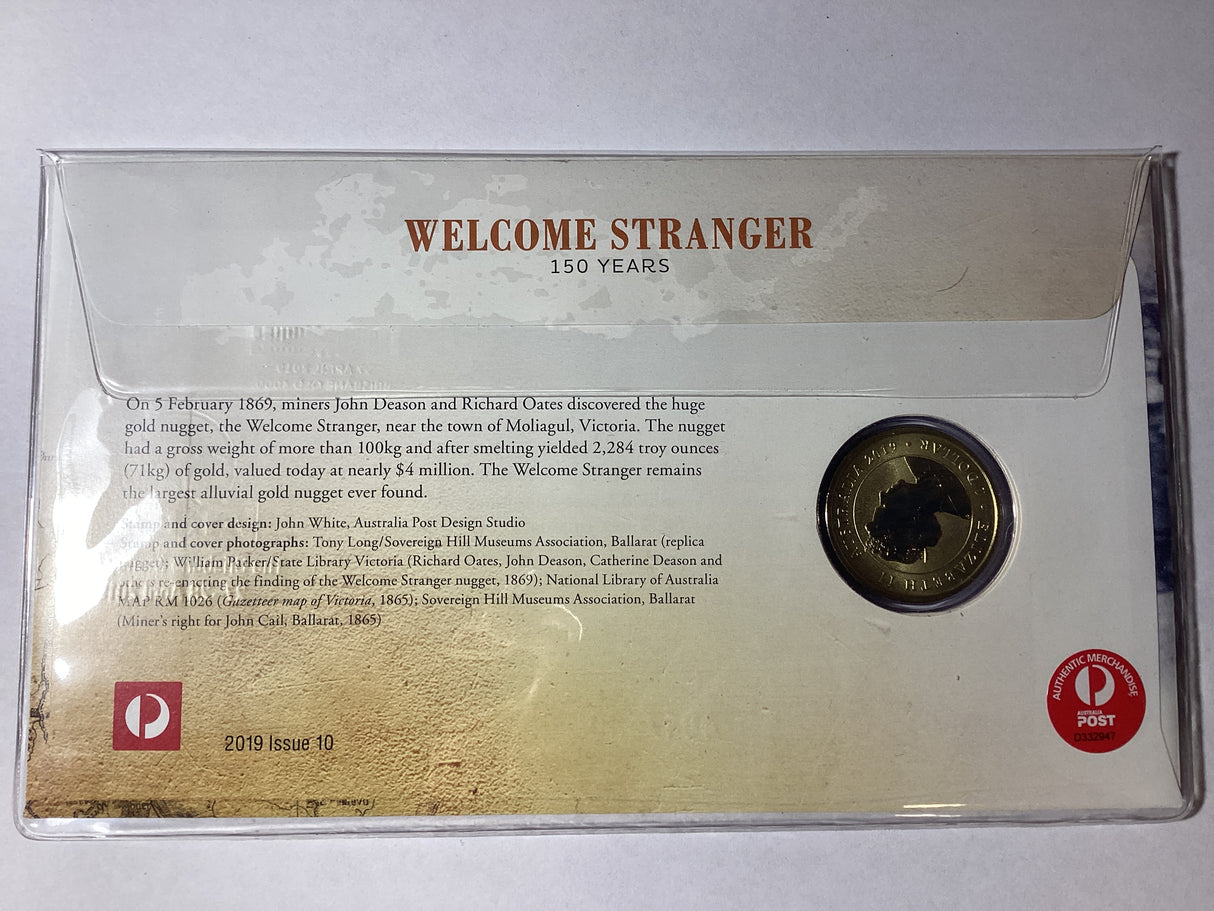 WELCOME STRANGER
150 YEARS
On 5 February 1869, miners John Deason and Richard Oates discovered the huge
gold nugget, the Welcome Stranger, near the town of Moliagul, Victoria. The nugget
had a gross weight of more than 100kg and after smelting yielded 2,284 troy ounces
(71kg) of gold, valued today at nearly $4 million. The Welcome Stranger remains
the largest alluvial gold nugget ever found.
Stamp and cover design: John White, Australia Post Design Studio
Stamp and cover photographs: Tony Long/Sovereign Hill Museums Association, Ballarat (replica
nugget); William Parker/State Library Victoria (Richard Oates, John Deason, Catherine Deason and
others re-enacting the finding of the Welcome Stranger nugget, 1869); National Library of Australia
MAP RM 1026 (Gazetteer map of Victoria, 1865); Sovereign Hill Museums Association, Ballarat
(Miner's right for John Cail, Ballarat, 1865)
ELIZABETH II AUSTRALIA 2019 • 1 DOLLAR •
2019 Issue 10
AUTHENTIC MERCHANDISE
AUSTRALIA
POST
D332947